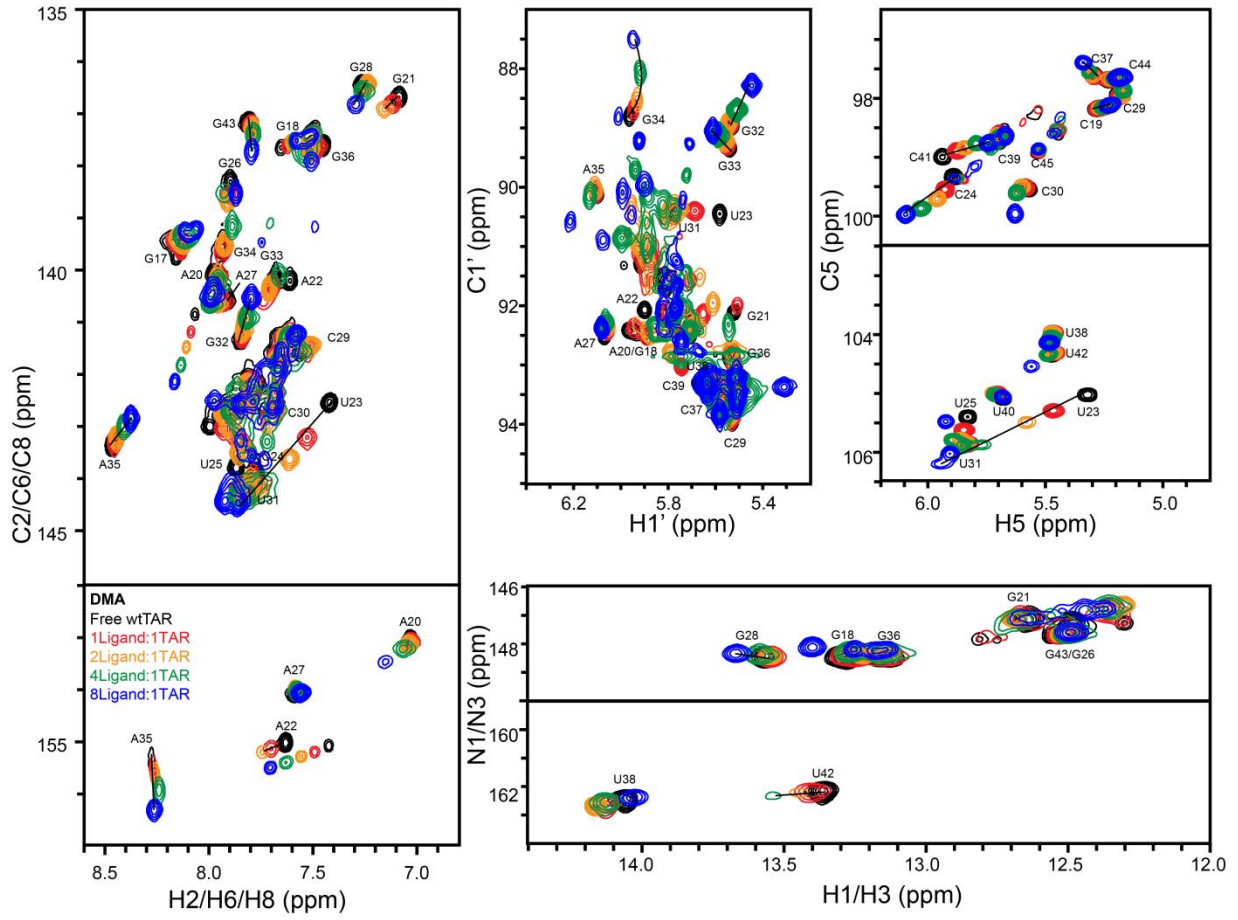 135
140
145
155
8.5 8.0 7.5 7.0
C2/C6/C8 (ppm)
H2/H6/H8 (ppm)
G28
G21
G43
G18
G36
G26
G17
G34
A20
A27
G33
A22
G32
C29
C30
U23
A35
U25
C24
U31
DMA
Free wtTAR
1Ligand:1TAR
2Ligand:1TAR
4Ligand:1TAR
8Ligand:1TAR
A20
A27
A22
A35
88
90
92
94
6.2 5.8 5.4
C1’ (ppm)
H1’ (ppm)
G34
G32
G33
A35
U23
U31
A22
G21
A27
A20/G18
G36
U38
C39
C37
C29
98
100
104
106
6.0 5.5 5.0
C5 (ppm)
H5 (ppm)
C37
C44
C29
C19
C41
C39
C45
C24
C30
U38
U42
U25
U40
U23
U31
146
148
160
162
14.0 13.5 13.0 12.5 12.0
N1/N3 (ppm)
H1/H3 (ppm)
G21
G28
G18
G36
G43/G26
U38
U42